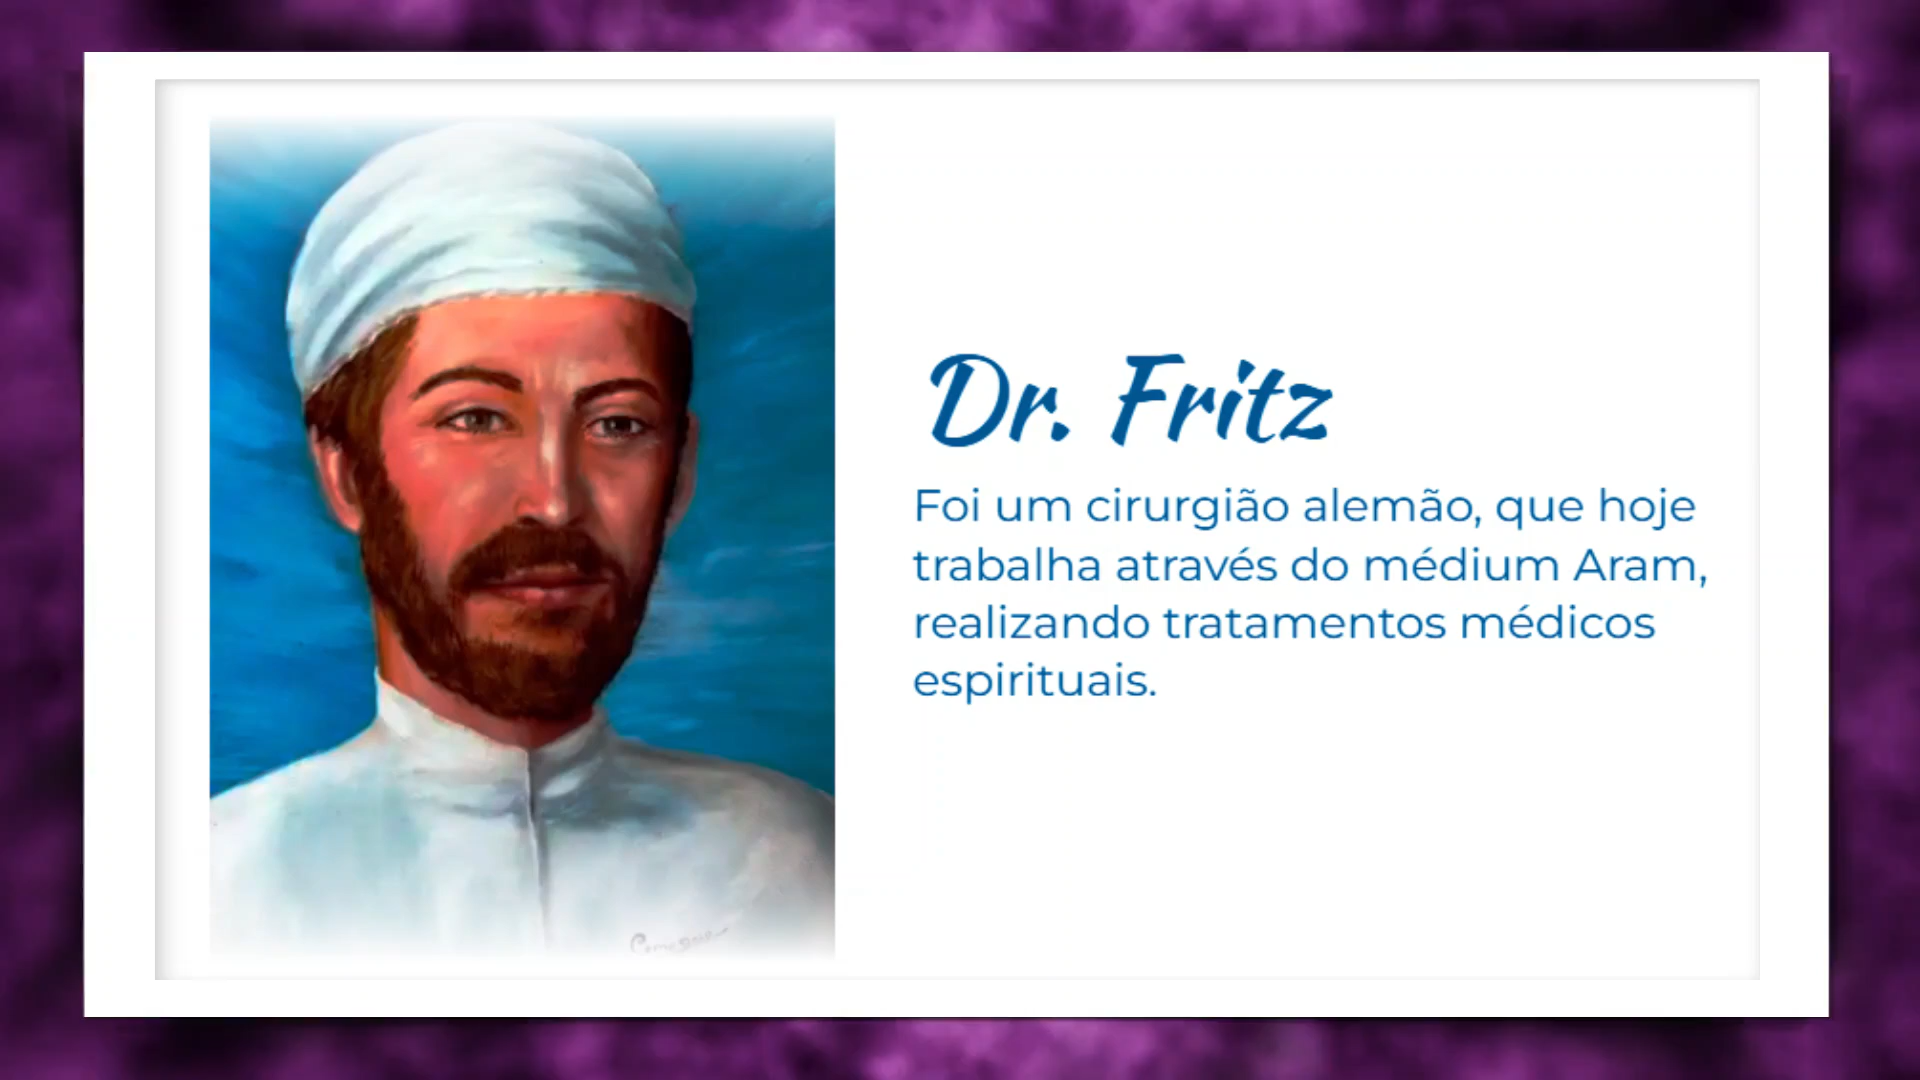 Dr. Fritz
Foi um cirurgião alemão, que hoje
trabalha através do médium Aram,
realizando tratamentos médicos
espirituais.